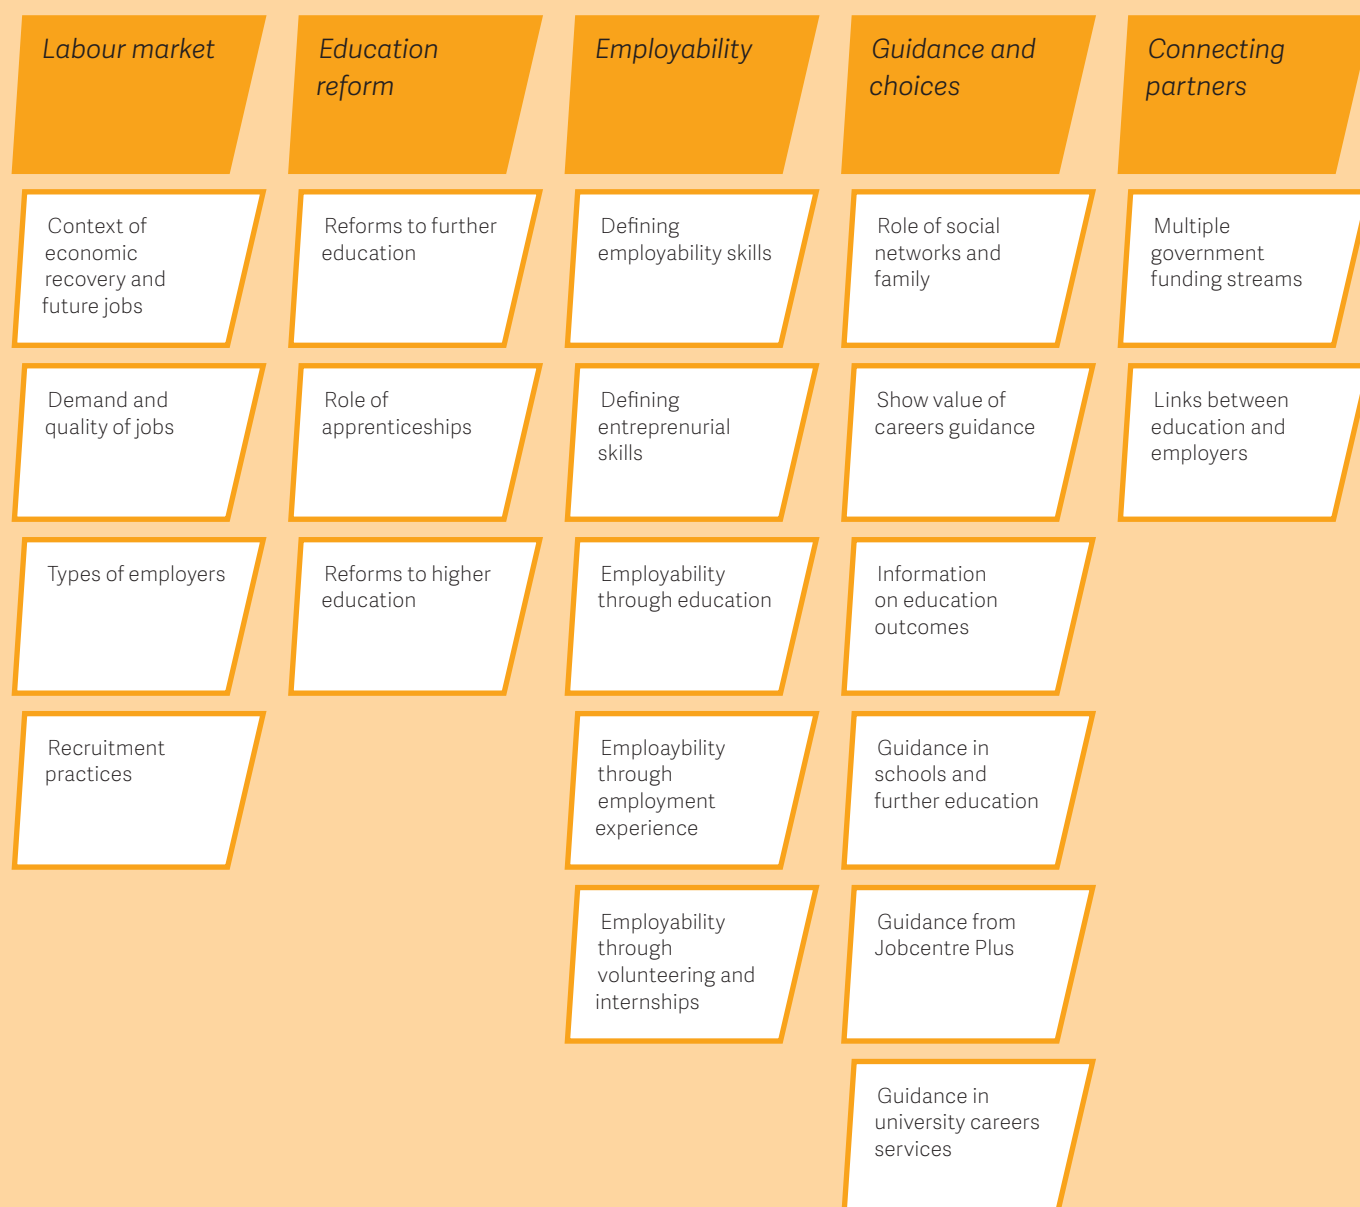 Labour market
Education
reform
Employability
Guidance and
choices
Connecting
partners
Context of
economic
recovery and
future jobs
Demand and
quality of jobs
Types of employers
Recruitment
practices
Reforms to further
education
Role of
apprenticeships
Reforms to higher
education
Defining
employability skills
Defining
entreprenurial
skills
Employability
through education
Emploaybility
through
employment
experience
Employability
through
volunteering and
internships
Role of social
networks and
family
Show value of
careers guidance
Information
on education
outcomes
Guidance in
schools and
further education
Guidance from
Jobcentre Plus
Guidance in
university careers
services
Multiple
government
funding streams
Links between
education and
employers